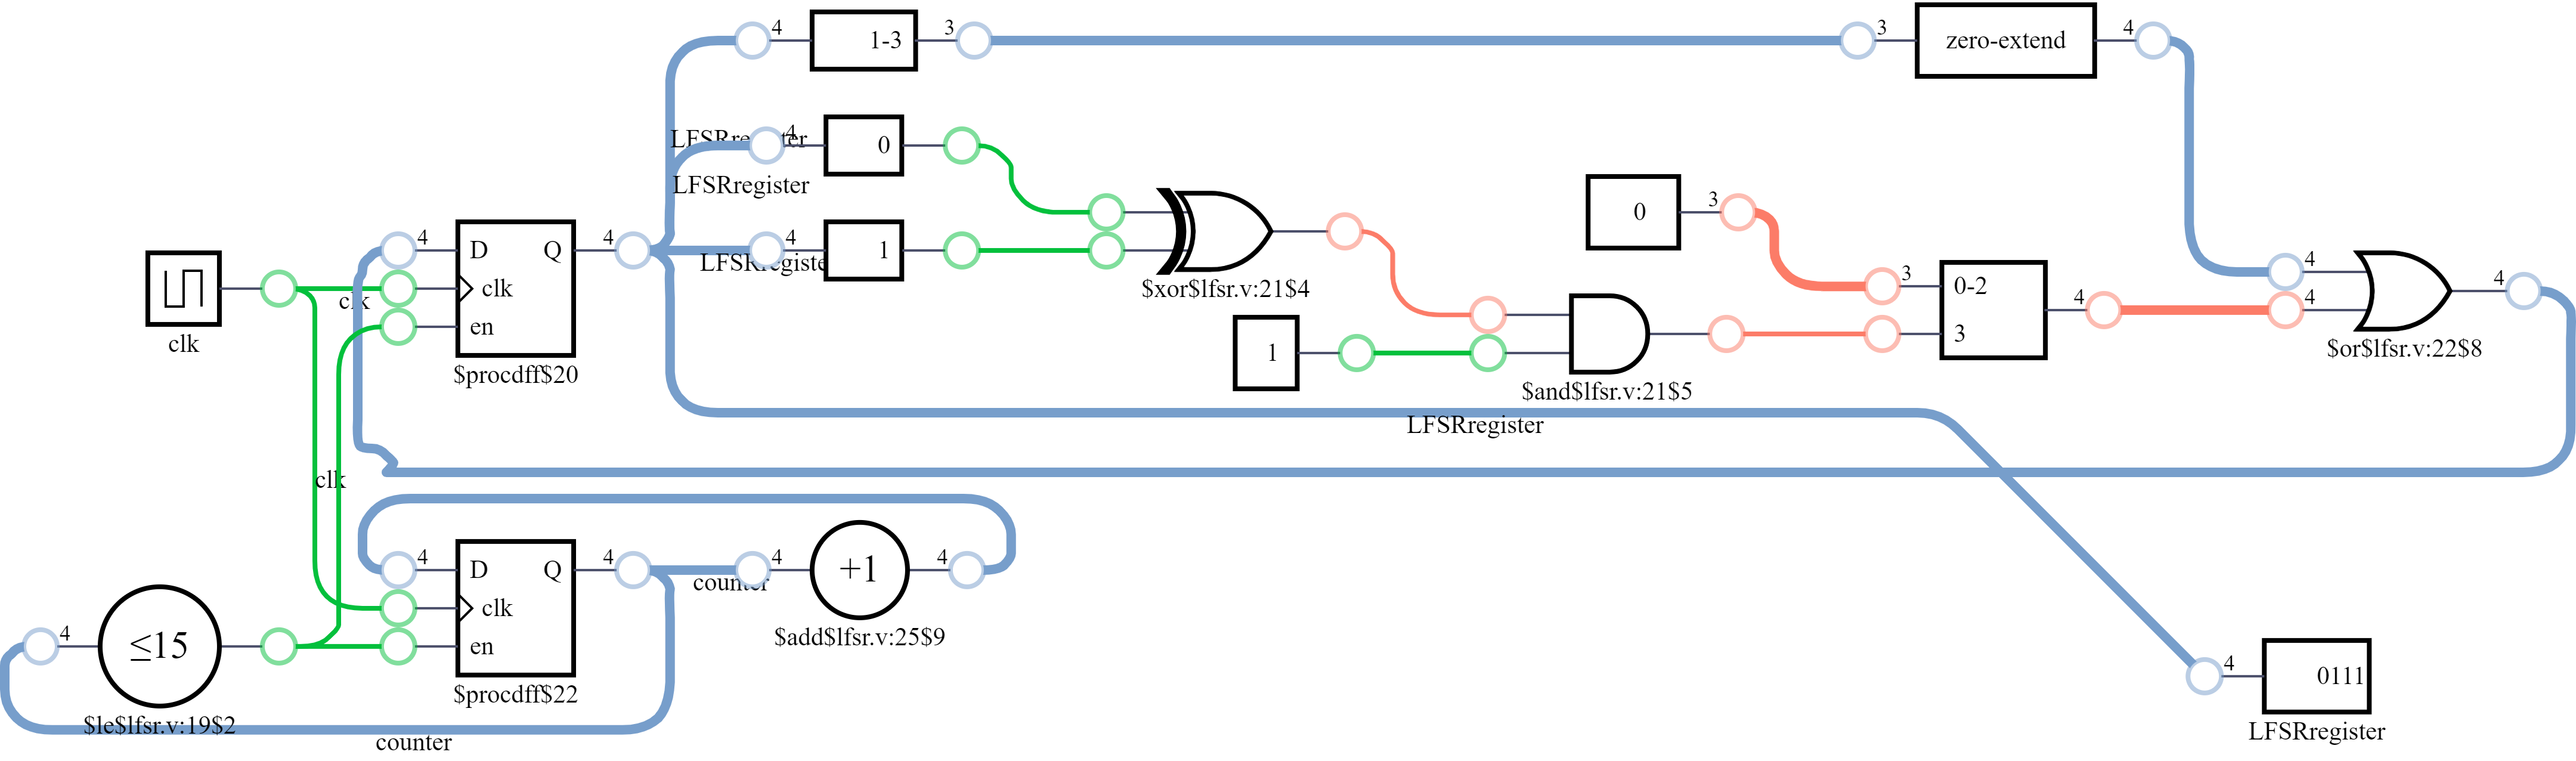 4 1-3 3 3 zero-extend 4
LFSRregister 4 0
LFSRregister
4 D Q 4 4 1
LFSRregister
clk clk
en
clk
$procdff$20
$xor$lfsr.v:21$4
1
$and$lfsr.v:21$5
0 3
3 0-2
3 4
4
4 4
$or$lfsr.v:22$8
LFSRregister
clk
4 D Q 4 4 +1 4
counter
clk
$add$lfsr.v:25$9
4 ≤15 en
$procdff$22
$le$lfsr.v:19$2
counter
4 0111
LFSRregister